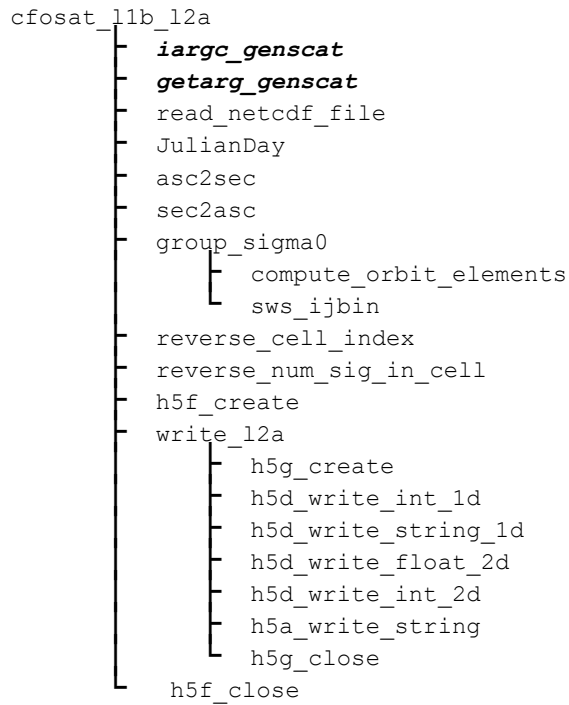 cfosat_l1b_l2a
iargc_genscat
getarg_genscat
read_netcdf_file
JulianDay
asc2sec
sec2asc
group_sigma0
compute_orbit_elements
sws_ijbin
reverse_cell_index
reverse_num_sig_in_cell
h5f_create
write_l2a
h5g_create
h5d_write_int_1d
h5d_write_string_1d
h5d_write_float_2d
h5d_write_int_2d
h5a_write_string
h5g_close
h5f_close